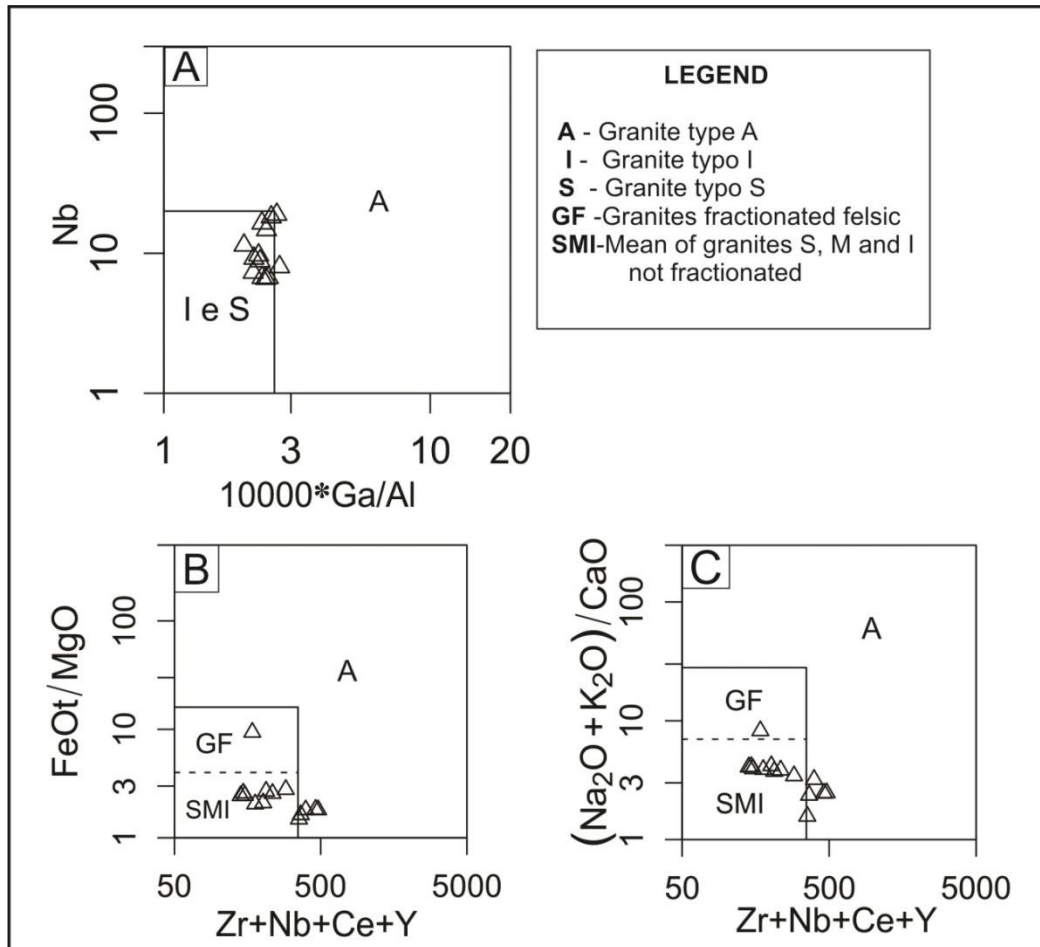 A
Nb
100
10
1
A
I e S
1
3
10
20
10000*Ga/Al
LEGEND
A - Granite type A
I - Granite typo I
S - Granite typo S
GF -Granites fractionated felsic
SMI-Mean of granites S, M and I
not fractionated
B
FeOt/MgO
100
10
3
1
A
GF
SMI
50
500
5000
Zr+Nb+Ce+Y
C
(Na₂O+K₂O)/CaO
100
10
3
1
A
GF
SMI
50
500
5000
Zr+Nb+Ce+Y